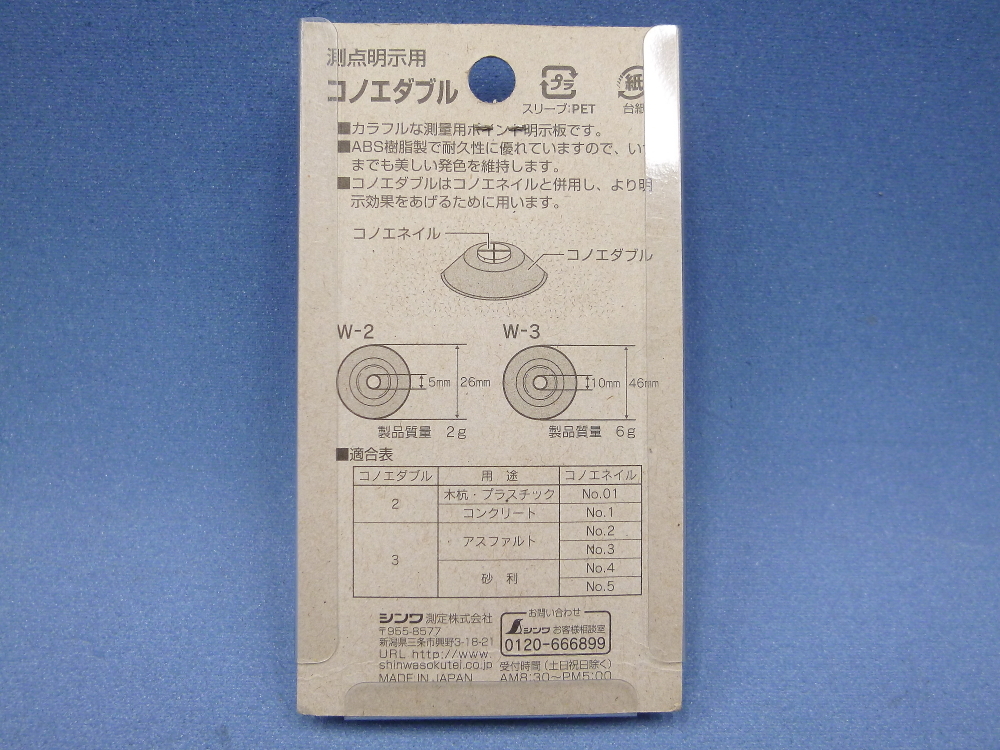 測点明示用
コノエダブル
プラ
紙
スリーブ:PET
台紙
■カラフルな測量用ポイント明示板です。
■ABS樹脂製で耐久性に優れていますので、いつ
までも美しい発色を維持します。
■コノエダブルはコノエネイルと併用し、より明
示効果をあげるために用います。
コノエネイル
コノエダブル
W-2
W-3
5mm 26mm
10mm 46mm
製品質量 2g
製品質量 6g
■適合表
コノエダブル 用途 コノエネイル
2 木杭・プラスチック No.01
コンクリート No.1
3 アスファルト No.2
No.3
砂利 No.4
No.5
シンワ測定株式会社
〒955-8577
新潟県三条市興野3-18-21
URL http://www.
shinwasokutei.co.jp
MADE IN JAPAN
お問い合わせ
シンワ お客様相談室
0120-666899
受付時間(土日祝日除く)
AM8:30~PM5:00